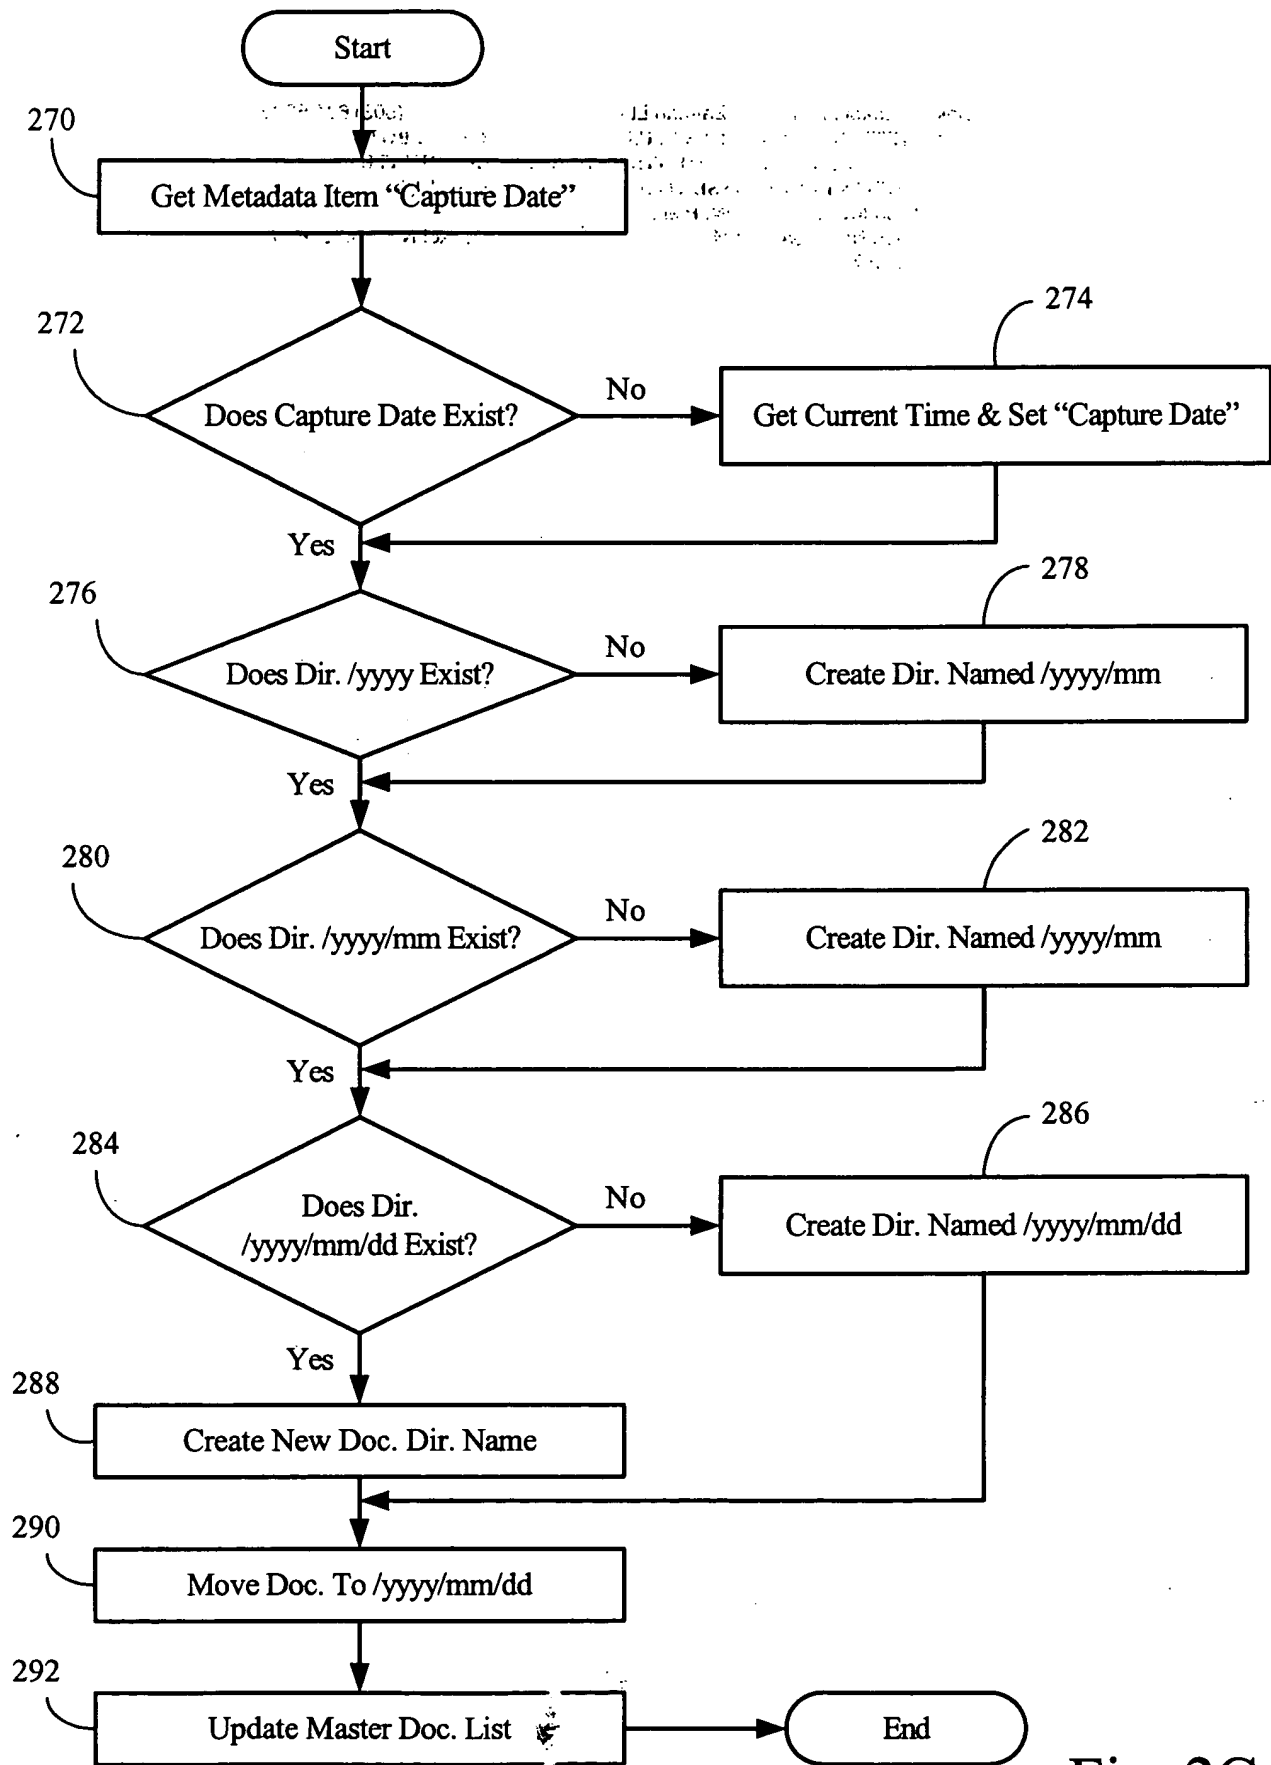 Start
270
Get Metadata Item “Capture Date”
272
Does Capture Date Exist?
No
274
Get Current Time & Set “Capture Date”
Yes
276
Does Dir. /yyyy Exist?
No
278
Create Dir. Named /yyyy/mm
Yes
280
Does Dir. /yyyy/mm Exist?
No
282
Create Dir. Named /yyyy/mm
Yes
284
Does Dir.
/yyyy/mm/dd Exist?
No
286
Create Dir. Named /yyyy/mm/dd
Yes
288
Create New Doc. Dir. Name
290
Move Doc. To /yyyy/mm/dd
292
Update Master Doc. List
End